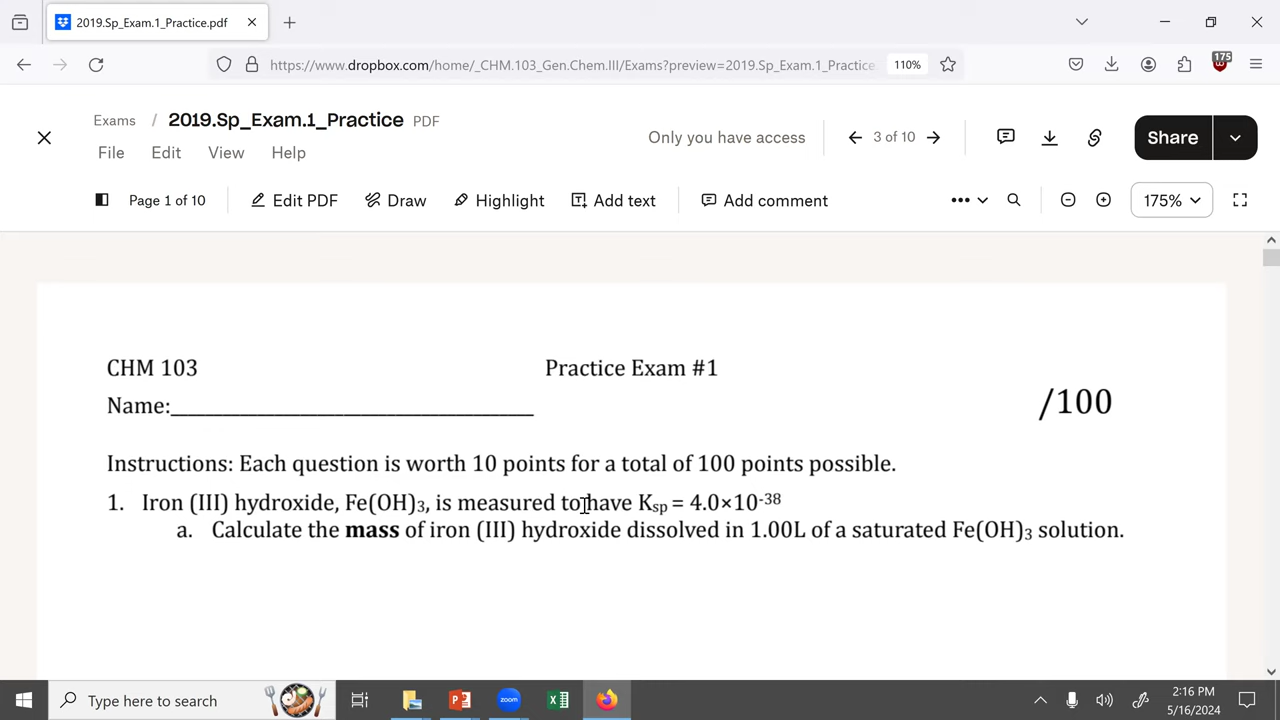 2019.Sp_Exam.1_Practice.pdf
https://www.dropbox.com/home/_CHM.103_Gen.Chem.III/Exams?preview=2019.Sp_Exam.1_Practice
110%
175
Exams / 2019.Sp_Exam.1_Practice PDF
File Edit View Help
Only you have access
3 of 10
Share
Page 1 of 10
Edit PDF
Draw
Highlight
Add text
Add comment
175%
CHM 103 Practice Exam #1
Name:
/100
Instructions: Each question is worth 10 points for a total of 100 points possible.
1. Iron (III) hydroxide, Fe(OH)₃, is measured to have Kₛₚ = 4.0×10⁻³⁸
a. Calculate the mass of iron (III) hydroxide dissolved in 1.00L of a saturated Fe(OH)₃ solution.
Type here to search
zoom
2:16 PM
5/16/2024